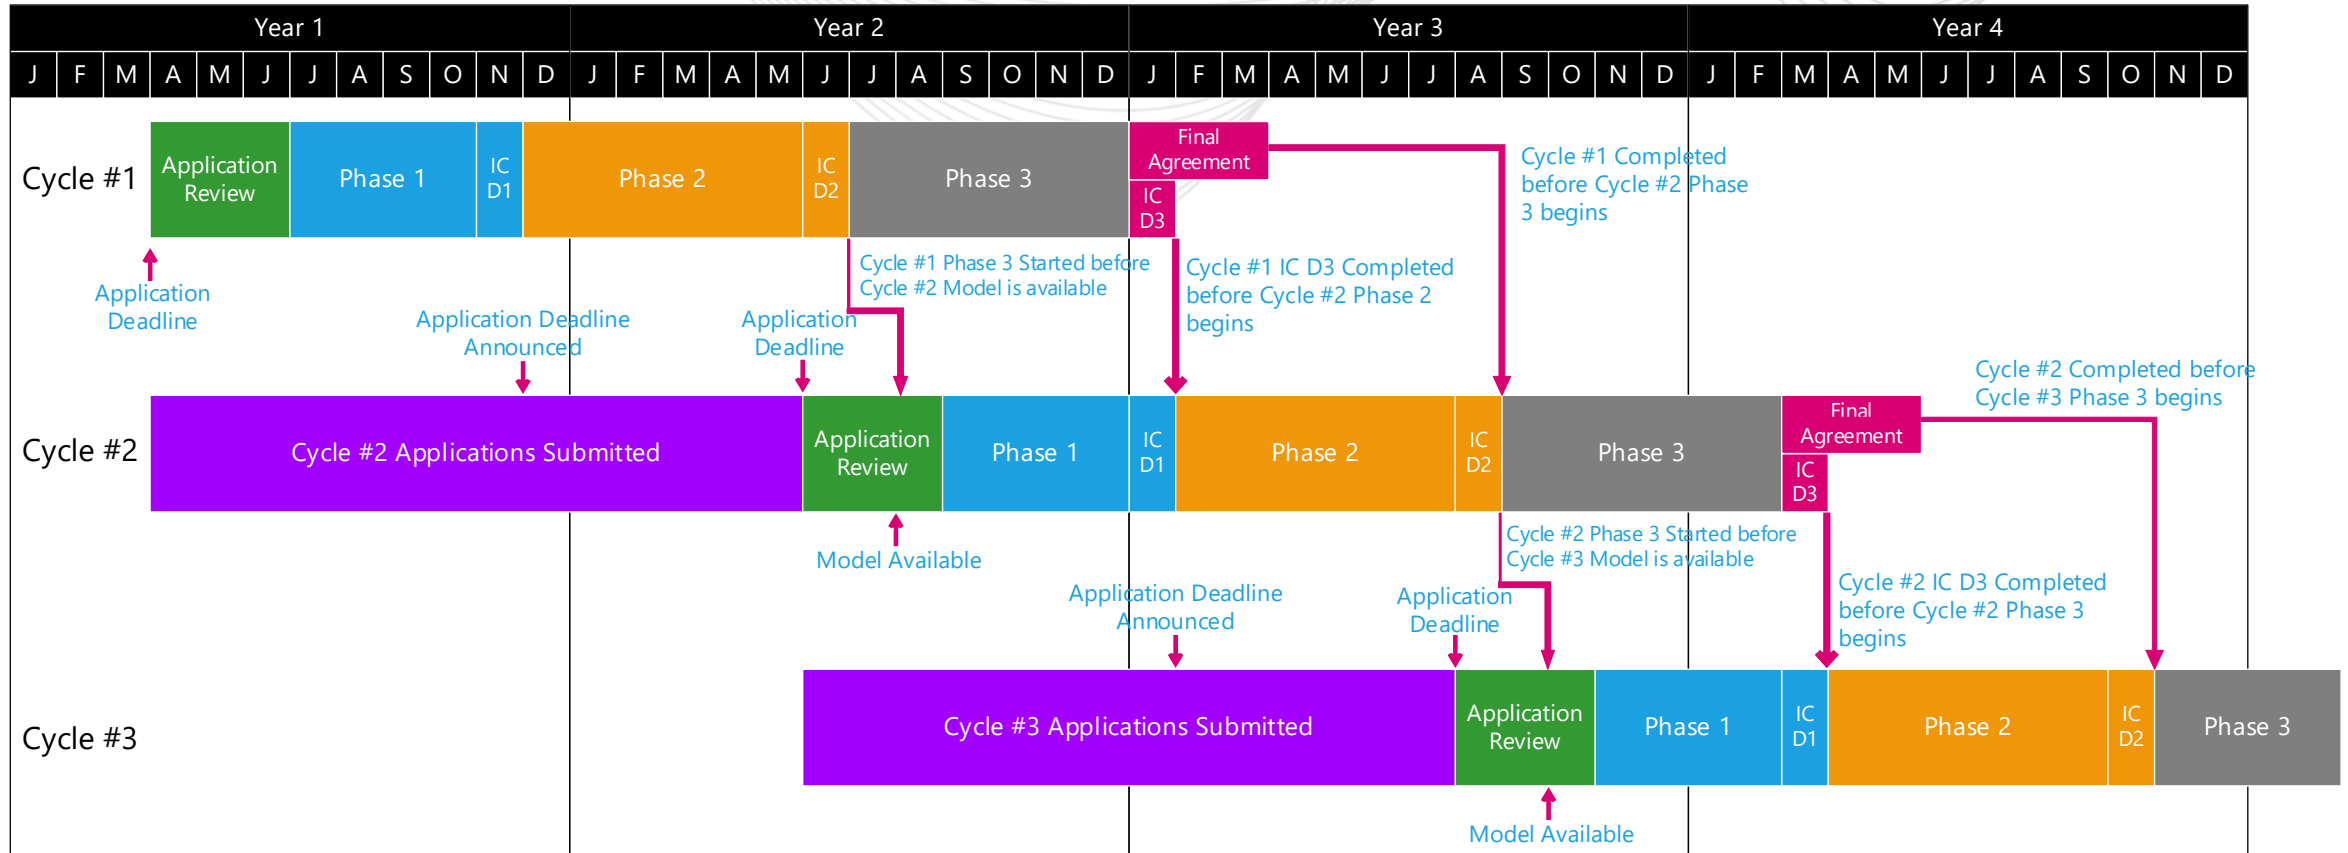 Year 1 Year 2 Year 3 Year 4
J F M A M J J A S O N D J F M A M J J A S O N D J F M A M J J A S O N D J F M A M J J A S O N D
Cycle #1
Application
Review
Phase 1
IC
D1
Phase 2
IC
D2
Phase 3
Final
Agreement
IC
D3
Cycle #1 Completed
before Cycle #2 Phase
3 begins
Application
Deadline
Cycle #1 Phase 3 Started before
Cycle #2 Model is available
Cycle #1 IC D3 Completed
before Cycle #2 Phase 2
begins
Application Deadline
Announced
Application
Deadline
Cycle #2 Completed before
Cycle #3 Phase 3 begins
Cycle #2
Cycle #2 Applications Submitted
Application
Review
Phase 1
IC
D1
Phase 2
IC
D2
Phase 3
Final
Agreement
IC
D3
Model Available
Cycle #2 Phase 3 Started before
Cycle #3 Model is available
Application Deadline
Announced
Application
Deadline
Cycle #2 IC D3 Completed
before Cycle #2 Phase 3
begins
Cycle #3
Cycle #3 Applications Submitted
Application
Review
Phase 1
IC
D1
Phase 2
IC
D2
Phase 3
Model Available